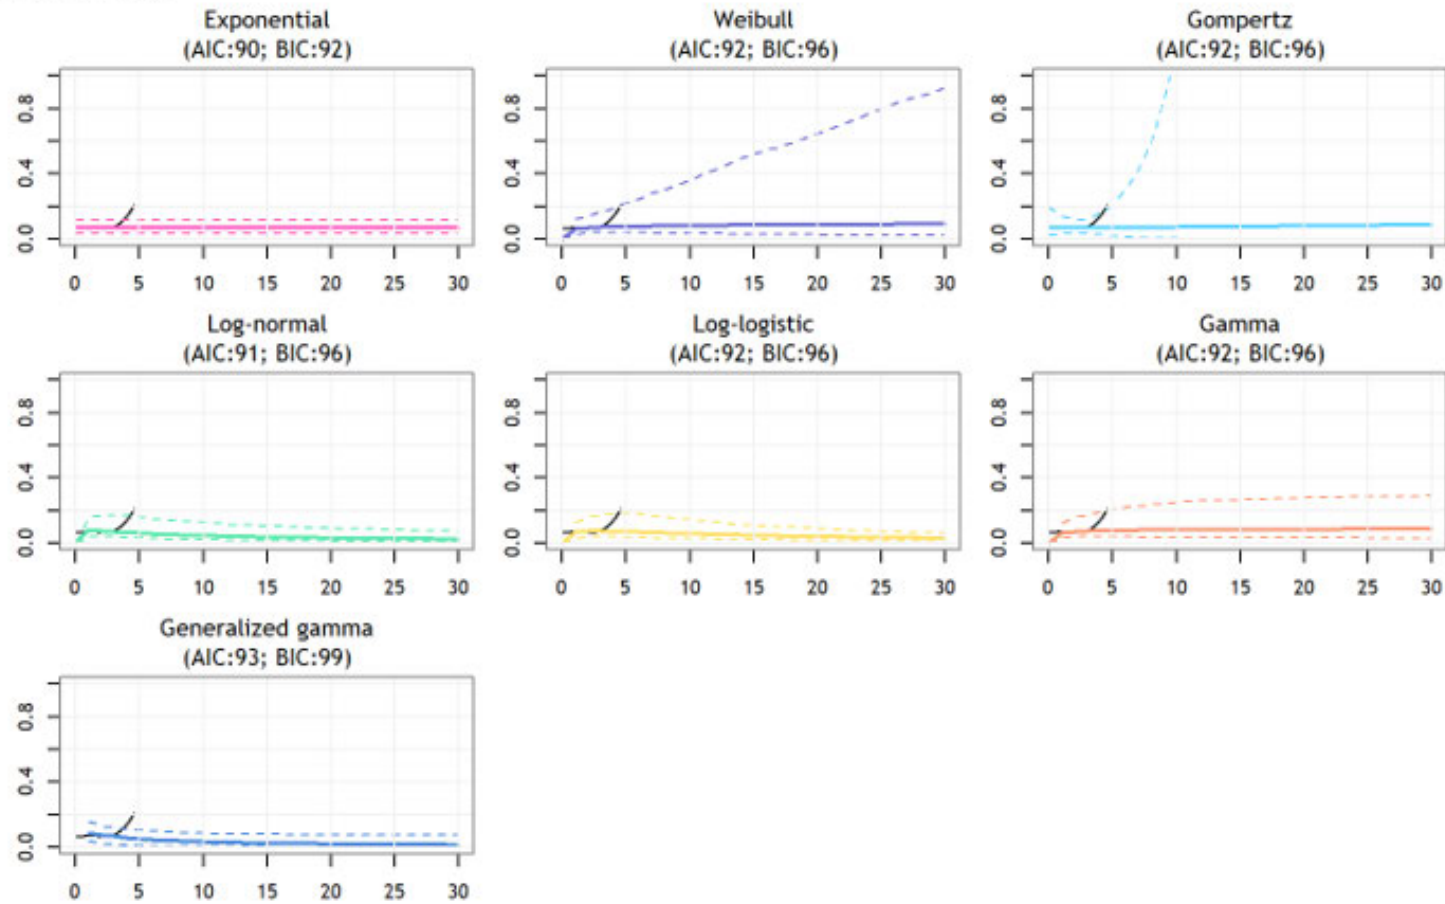 Exponential
(AIC:90; BIC:92)
Weibull
(AIC:92; BIC:96)
Gompertz
(AIC:92; BIC:96)
0.8
0.4
0.0
0 5 10 15 20 25 30
0.8
0.4
0.0
0 5 10 15 20 25 30
0.8
0.4
0.0
0 5 10 15 20 25 30
Log-normal
(AIC:91; BIC:96)
Log-logistic
(AIC:92; BIC:96)
Gamma
(AIC:92; BIC:96)
0.8
0.4
0.0
0 5 10 15 20 25 30
0.8
0.4
0.0
0 5 10 15 20 25 30
0.8
0.4
0.0
0 5 10 15 20 25 30
Generalized gamma
(AIC:93; BIC:99)
0.8
0.4
0.0
0 5 10 15 20 25 30